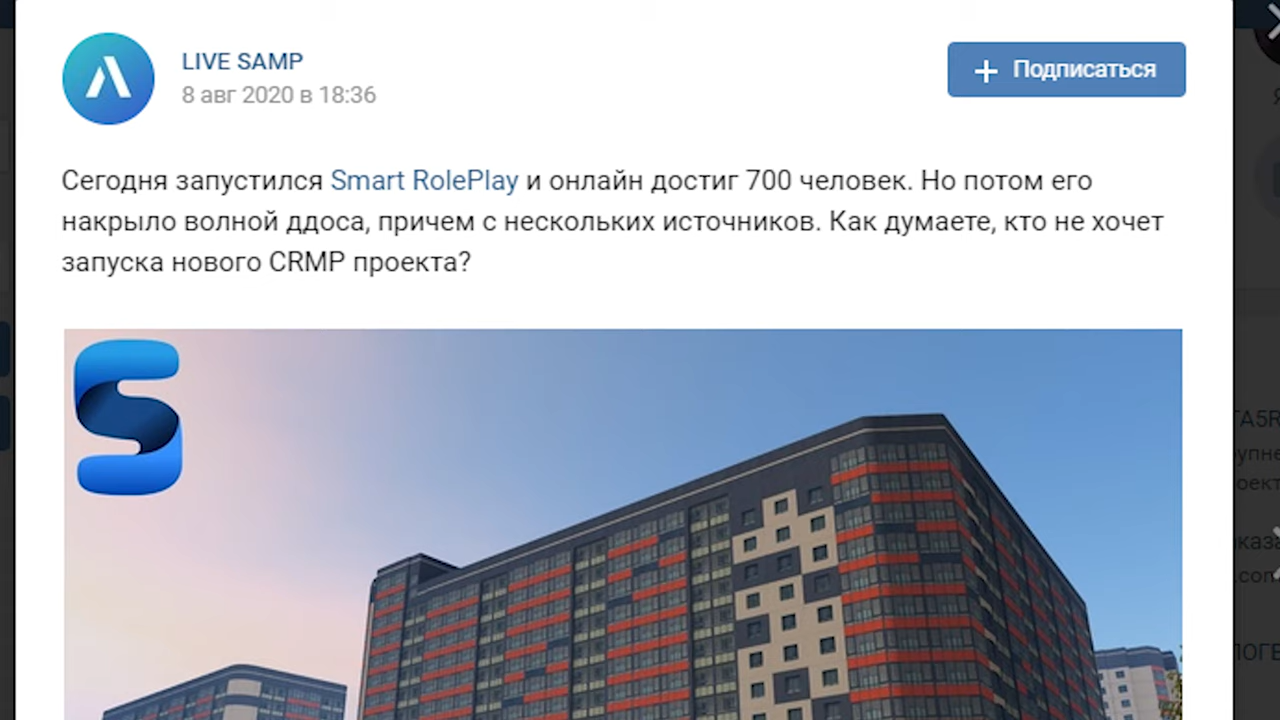 LIVE SAMP
8 авг 2020 в 18:36
+ Подписаться
Сегодня запустился Smart RolePlay и онлайн достиг 700 человек. Но потом его
накрыло волной ддоса, причем с нескольких источников. Как думаете, кто не хочет
запуска нового CRMP проекта?